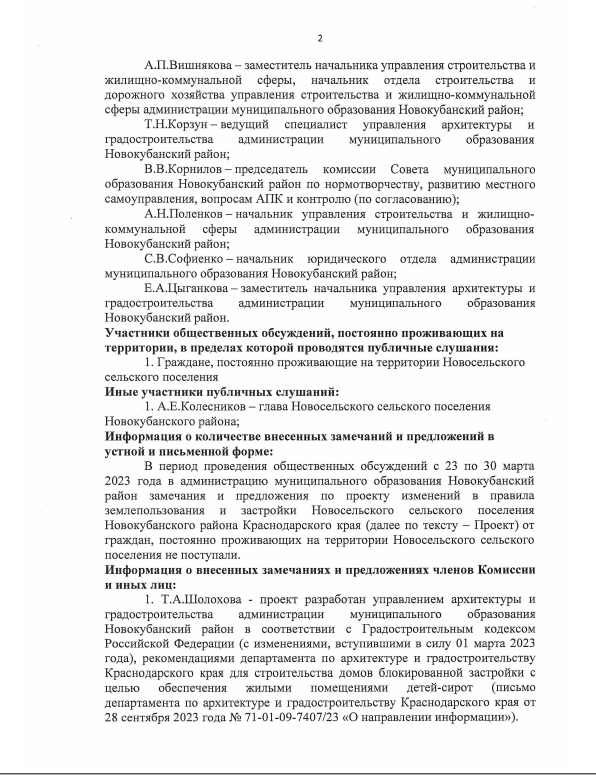 2
А.П.Вишнякова – заместитель начальника управления строительства и
жилищно-коммунальной сферы, начальник отдела строительства и
дорожного хозяйства управления строительства и жилищно-коммунальной
сферы администрации муниципального образования Новокубанский район;
Т.Н.Корзун – ведущий специалист управления архитектуры и
градостроительства администрации муниципального образования
Новокубанский район;
В.В.Корнилов – председатель комиссии Совета муниципального
образования Новокубанский район по нормотворчеству, развитию местного
самоуправления, вопросам АПК и контролю (по согласованию);
А.Н.Поленков – начальник управления строительства и жилищно-
коммунальной сферы администрации муниципального образования
Новокубанский район;
С.В.Софиенко – начальник юридического отдела администрации
муниципального образования Новокубанский район;
Е.А.Цыганкова – заместитель начальника управления архитектуры и
градостроительства администрации муниципального образования
Новокубанский район.
Участники общественных обсуждений, постоянно проживающих на
территории, в пределах которой проводятся публичные слушания:
1. Граждане, постоянно проживающие на территории Новосельского
сельского поселения
Иные участники публичных слушаний:
1. А.Е.Колесников – глава Новосельского сельского поселения
Новокубанского района;
Информация о количестве внесенных замечаний и предложений в
устной и письменной форме:
В период проведения общественных обсуждений с 23 по 30 марта
2023 года в администрацию муниципального образования Новокубанский
район замечания и предложения по проекту изменений в правила
землепользования и застройки Новосельского сельского поселения
Новокубанского района Краснодарского края (далее по тексту – Проект) от
граждан, постоянно проживающих на территории Новосельского сельского
поселения не поступали.
Информация о внесенных замечаниях и предложениях членов Комиссии
и иных лиц:
1. Т.А.Шолохова - проект разработан управлением архитектуры и
градостроительства администрации муниципального образования
Новокубанский район в соответствии с Градостроительным кодексом
Российской Федерации (с изменениями, вступившими в силу 01 марта 2023
года), рекомендациями департамента по архитектуре и градостроительству
Краснодарского края для строительства домов блокированной застройки с
целью обеспечения жилыми помещениями детей-сирот (письмо
департамента по архитектуре и градостроительству Краснодарского края от
28 сентября 2023 года № 71-01-09-7407/23 «О направлении информации»).